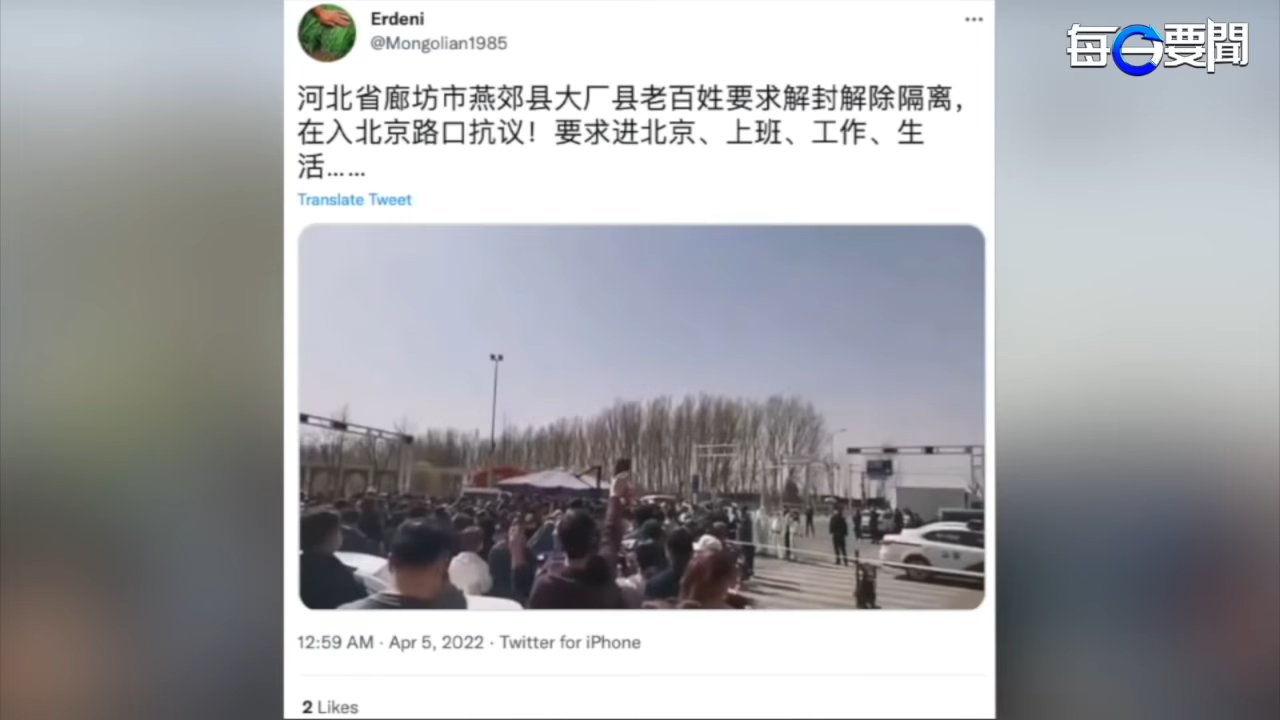 Erdeni
@Mongolian1985
每日要聞
河北省廊坊市燕郊县大厂县老百姓要求解封解除隔离，
在入北京路口抗议！要求进北京、上班、工作、生
活……
Translate Tweet
12:59 AM · Apr 5, 2022 · Twitter for iPhone
2 Likes